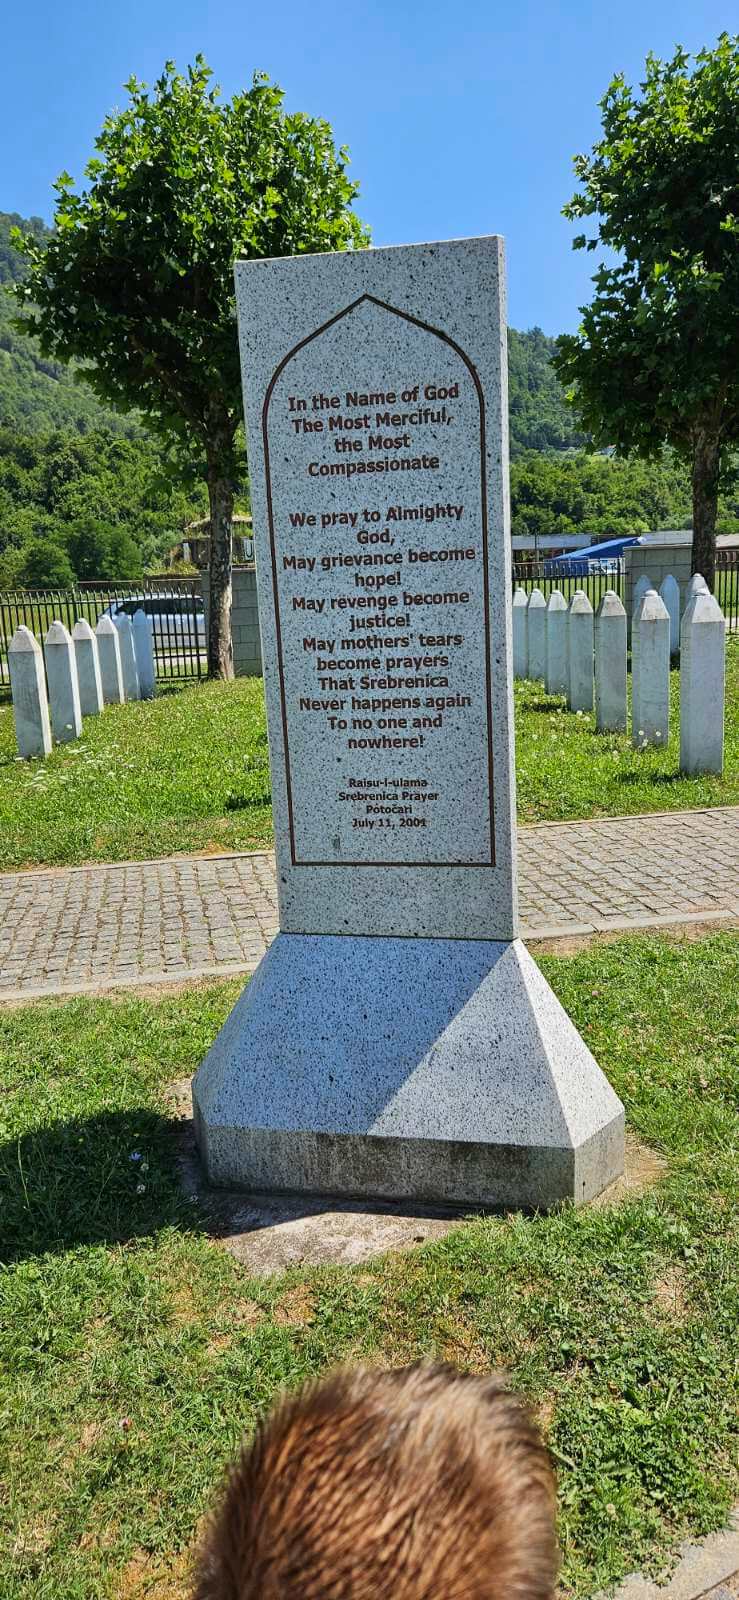 In the Name of God
The Most Merciful,
the Most
Compassionate
We pray to Almighty
God,
May grievance become
hope!
May revenge become
justice!
May mothers' tears
become prayers
That Srebrenica
Never happens again
To no one and
nowhere!
Raisu-l-ulama
Srebrenica Prayer
Potočari
July 11, 2001